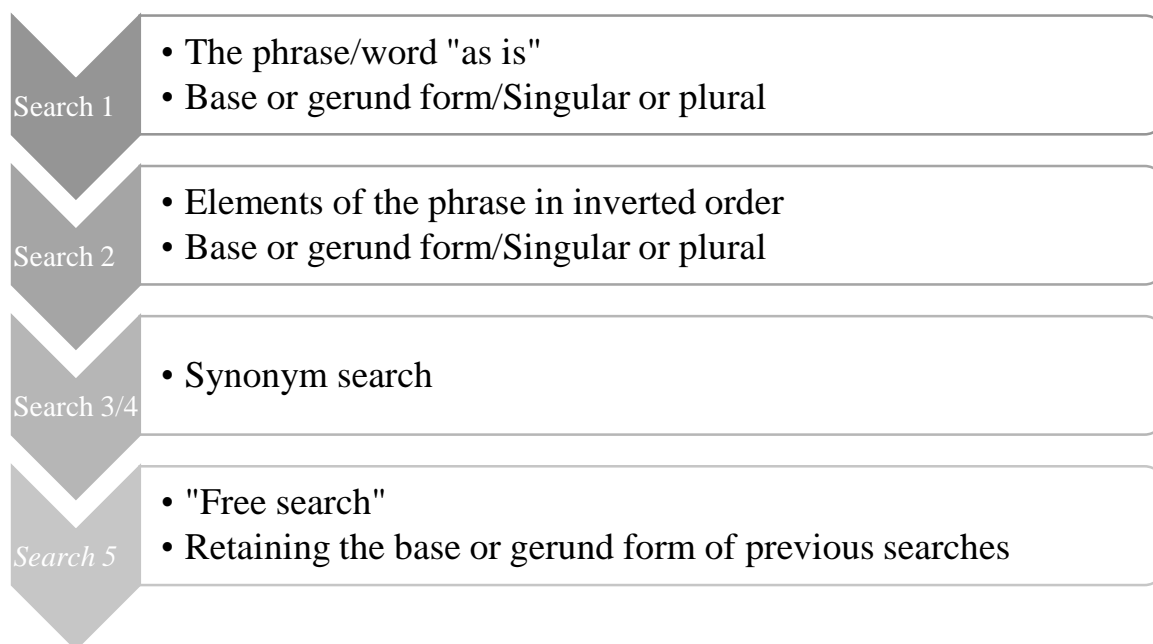 Search 1
• The phrase/word "as is"
• Base or gerund form/Singular or plural
Search 2
• Elements of the phrase in inverted order
• Base or gerund form/Singular or plural
Search 3/4
• Synonym search
Search 5
• "Free search"
• Retaining the base or gerund form of previous searches